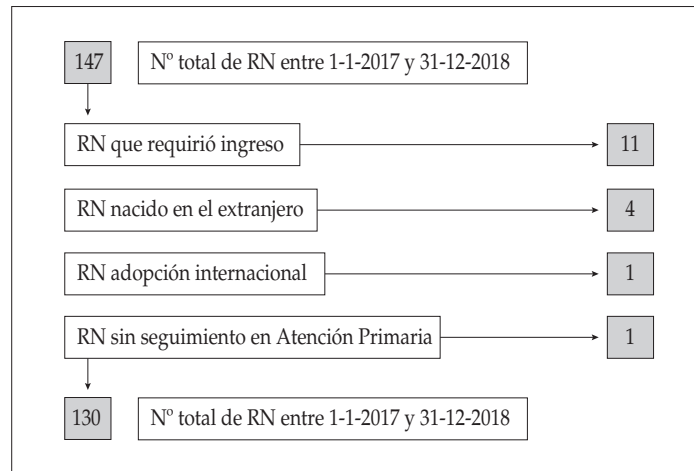 147 Nº total de RN entre 1-1-2017 y 31-12-2018
RN que requirió ingreso 11
RN nacido en el extranjero 4
RN adopción internacional 1
RN sin seguimiento en Atención Primaria 1
130 Nº total de RN entre 1-1-2017 y 31-12-2018